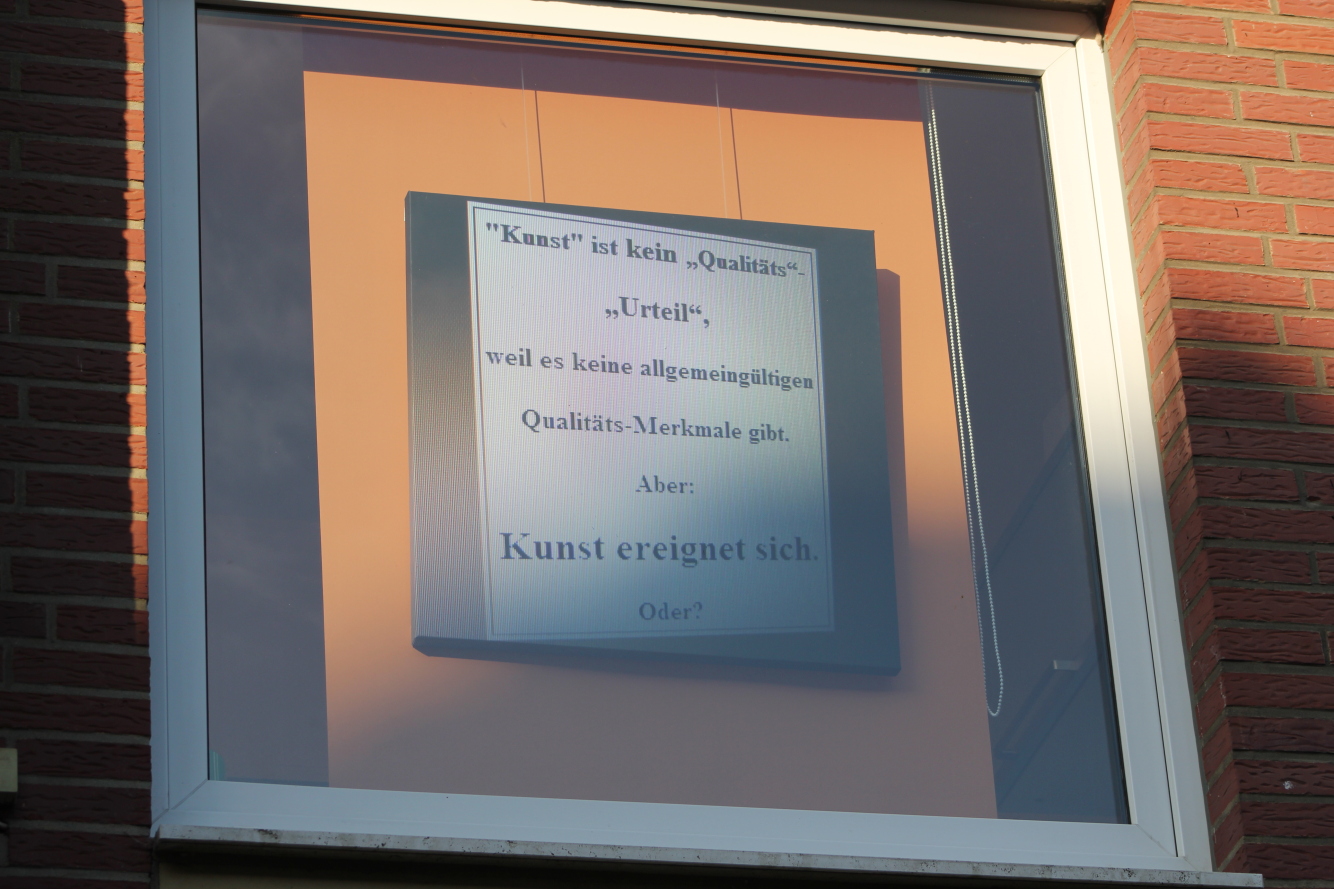 "Kunst" ist kein „Qualitäts“-
„Urteil“,
weil es keine allgemeingültigen
Qualitäts-Merkmale gibt.
Aber:
Kunst ereignet sich.
Oder?